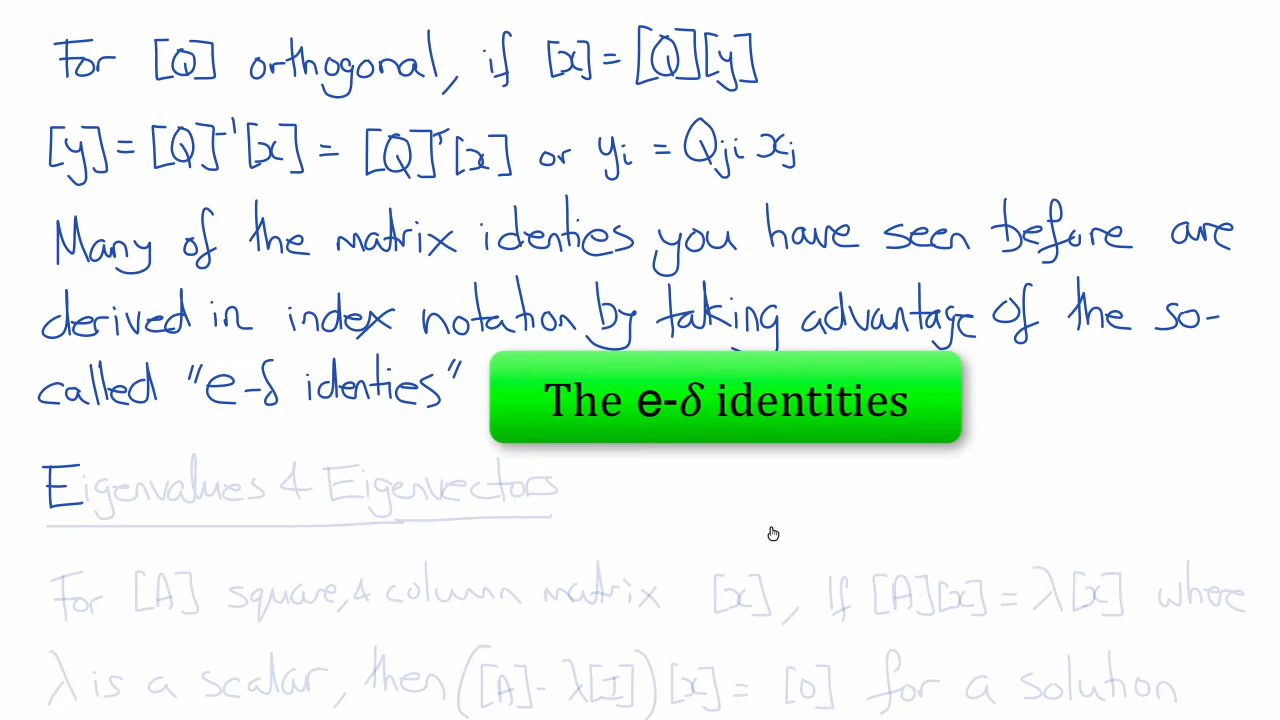 For [Q] orthogonal, if [x] = [Q][y]
[y] = [Q]⁻¹[x] = [Q]ᵀ[x] or yᵢ = Qⱼᵢ xⱼ
Many of the matrix identies you have seen before are
derived in index notation by taking advantage of the so-
called "e-δ identies"
The e-δ identities
Eigenvalues & Eigenvectors
For [A] square, & column matrix [x], If [A][x] = λ[x] where
λ is a scalar, then ([A] - λ[I])[x] = [0] for a solution